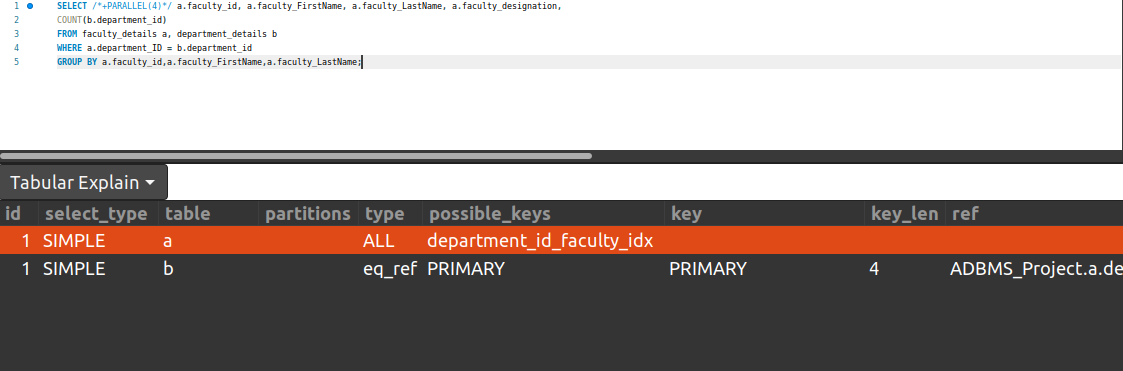 1 SELECT /*+PARALLEL(4)*/ a.faculty_id, a.faculty_FirstName, a.faculty_LastName, a.faculty_designation,
2 COUNT(b.department_id)
3 FROM faculty_details a, department_details b
4 WHERE a.department_ID = b.department_id
5 GROUP BY a.faculty_id,a.faculty_FirstName,a.faculty_LastName;
Tabular Explain
id select_type table partitions type possible_keys key key_len ref
1 SIMPLE a ALL department_id_faculty_idx
1 SIMPLE b eq_ref PRIMARY PRIMARY 4 ADBMS_Project.a.de